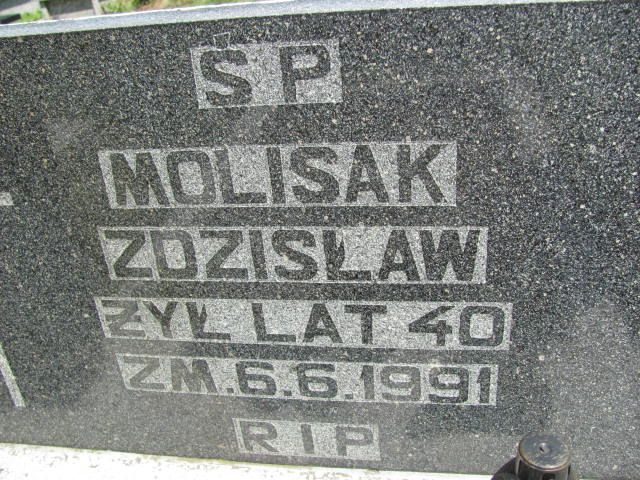 ŚP
MOLISAK
ZDZISŁAW
ŻYŁ LAT 40
ZM.6.6.1991
RIP